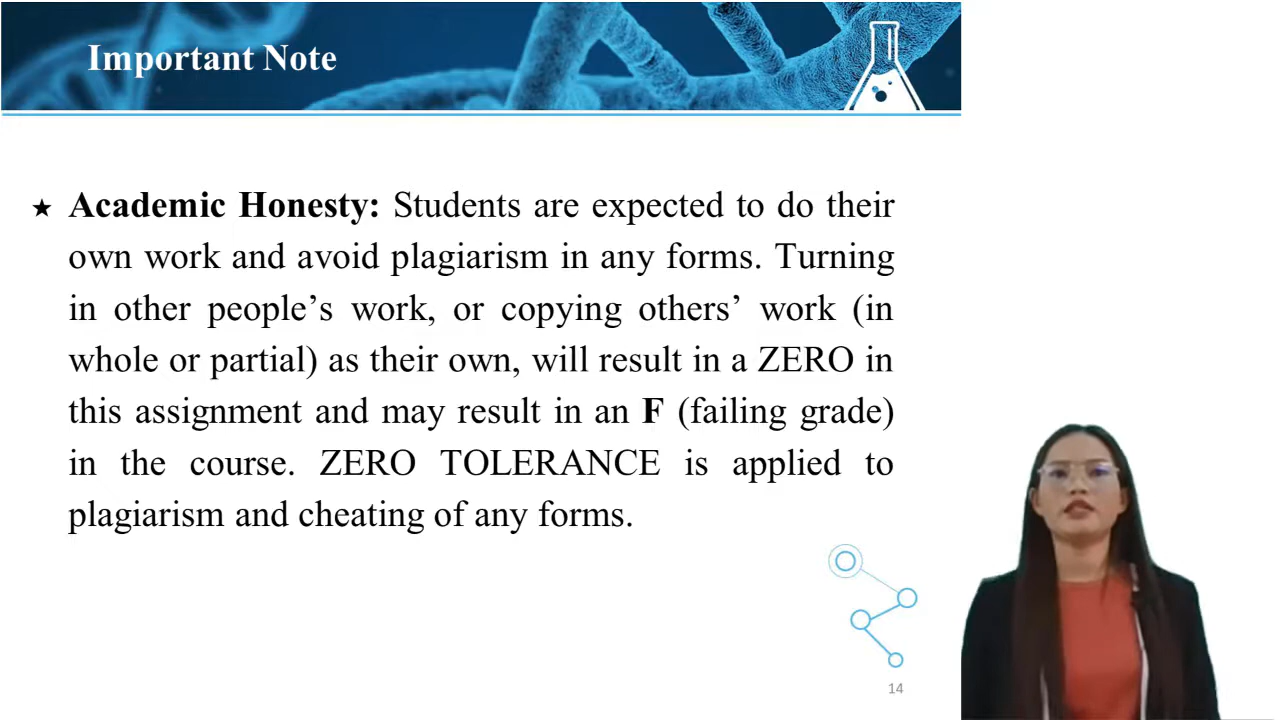 Important Note
★ Academic Honesty: Students are expected to do their
own work and avoid plagiarism in any forms. Turning
in other people’s work, or copying others’ work (in
whole or partial) as their own, will result in a ZERO in
this assignment and may result in an F (failing grade)
in the course. ZERO TOLERANCE is applied to
plagiarism and cheating of any forms.
14